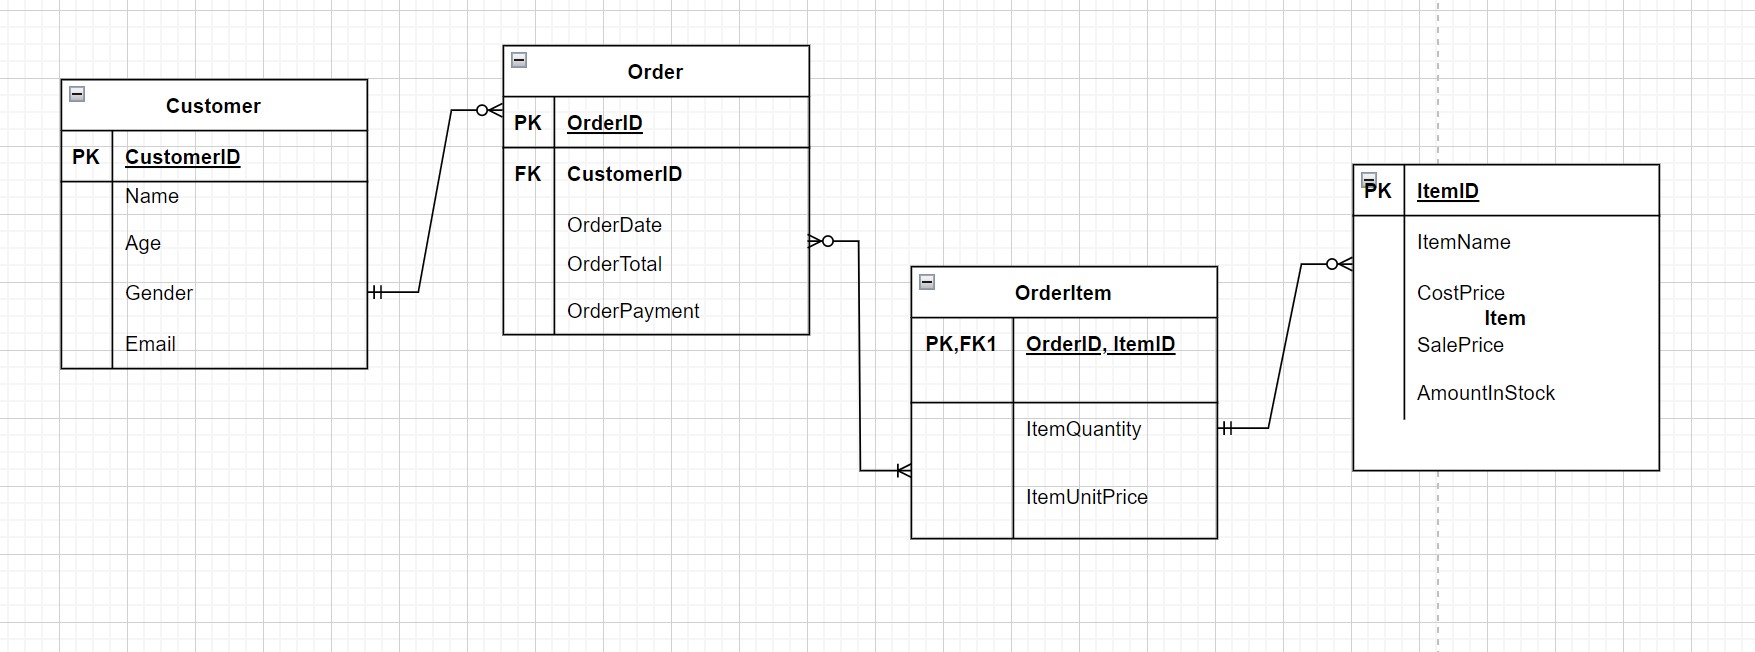 Customer
PK CustomerID
Name
Age
Gender
Email
Order
PK OrderID
FK CustomerID
OrderDate
OrderTotal
OrderPayment
OrderItem
PK,FK1 OrderID, ItemID
ItemQuantity
ItemUnitPrice
PK ItemID
ItemName
CostPrice
Item
SalePrice
AmountInStock